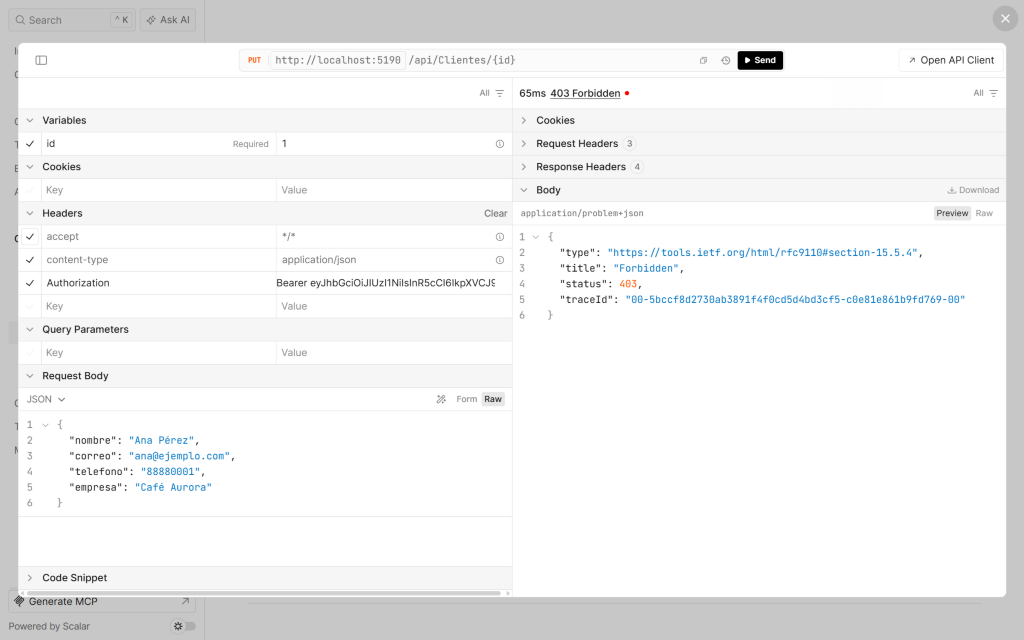 Search ^ K Ask AI
PUT http://localhost:5190 /api/Clientes/{id} Send Open API Client
All
Variables
id Required 1
Cookies
Key Value
Headers Clear
accept */*
content-type application/json
Authorization Bearer eyJhbGciOiJIUzI1NiIsInR5cCI6IkpXVCJ9
Key Value
Query Parameters
Key Value
Request Body
JSON Form Raw
1 {
2 "nombre": "Ana Pérez",
3 "correo": "ana@ejemplo.com",
4 "telefono": "88880001",
5 "empresa": "Café Aurora"
6 }
Code Snippet
65ms 403 Forbidden All
Cookies
Request Headers 3
Response Headers 4
Body Download
application/problem+json Preview Raw
1 {
2 "type": "https://tools.ietf.org/html/rfc9110#section-15.5.4",
3 "title": "Forbidden",
4 "status": 403,
5 "traceId": "00-5bccf8d2730ab3891f4f0cd5d4bd3cf5-c0e81e861b9fd769-00"
6 }
Generate MCP
Powered by Scalar